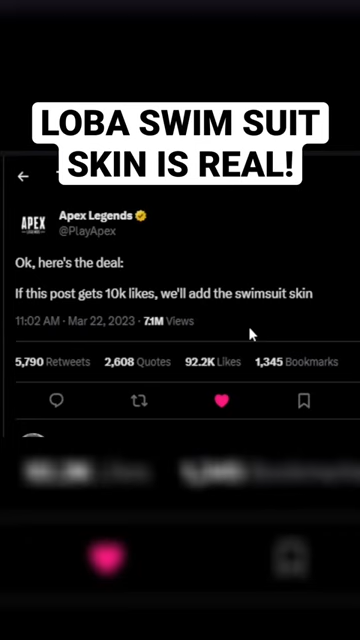 LOBA SWIM SUIT
SKIN IS REAL!
APEX
LEGENDS
Apex Legends
@PlayApex
Ok, here's the deal:
If this post gets 10k likes, we'll add the swimsuit skin
11:02 AM · Mar 22, 2023 · 7.1M Views
5,790 Retweets 2,608 Quotes 92.2K Likes 1,345 Bookmarks